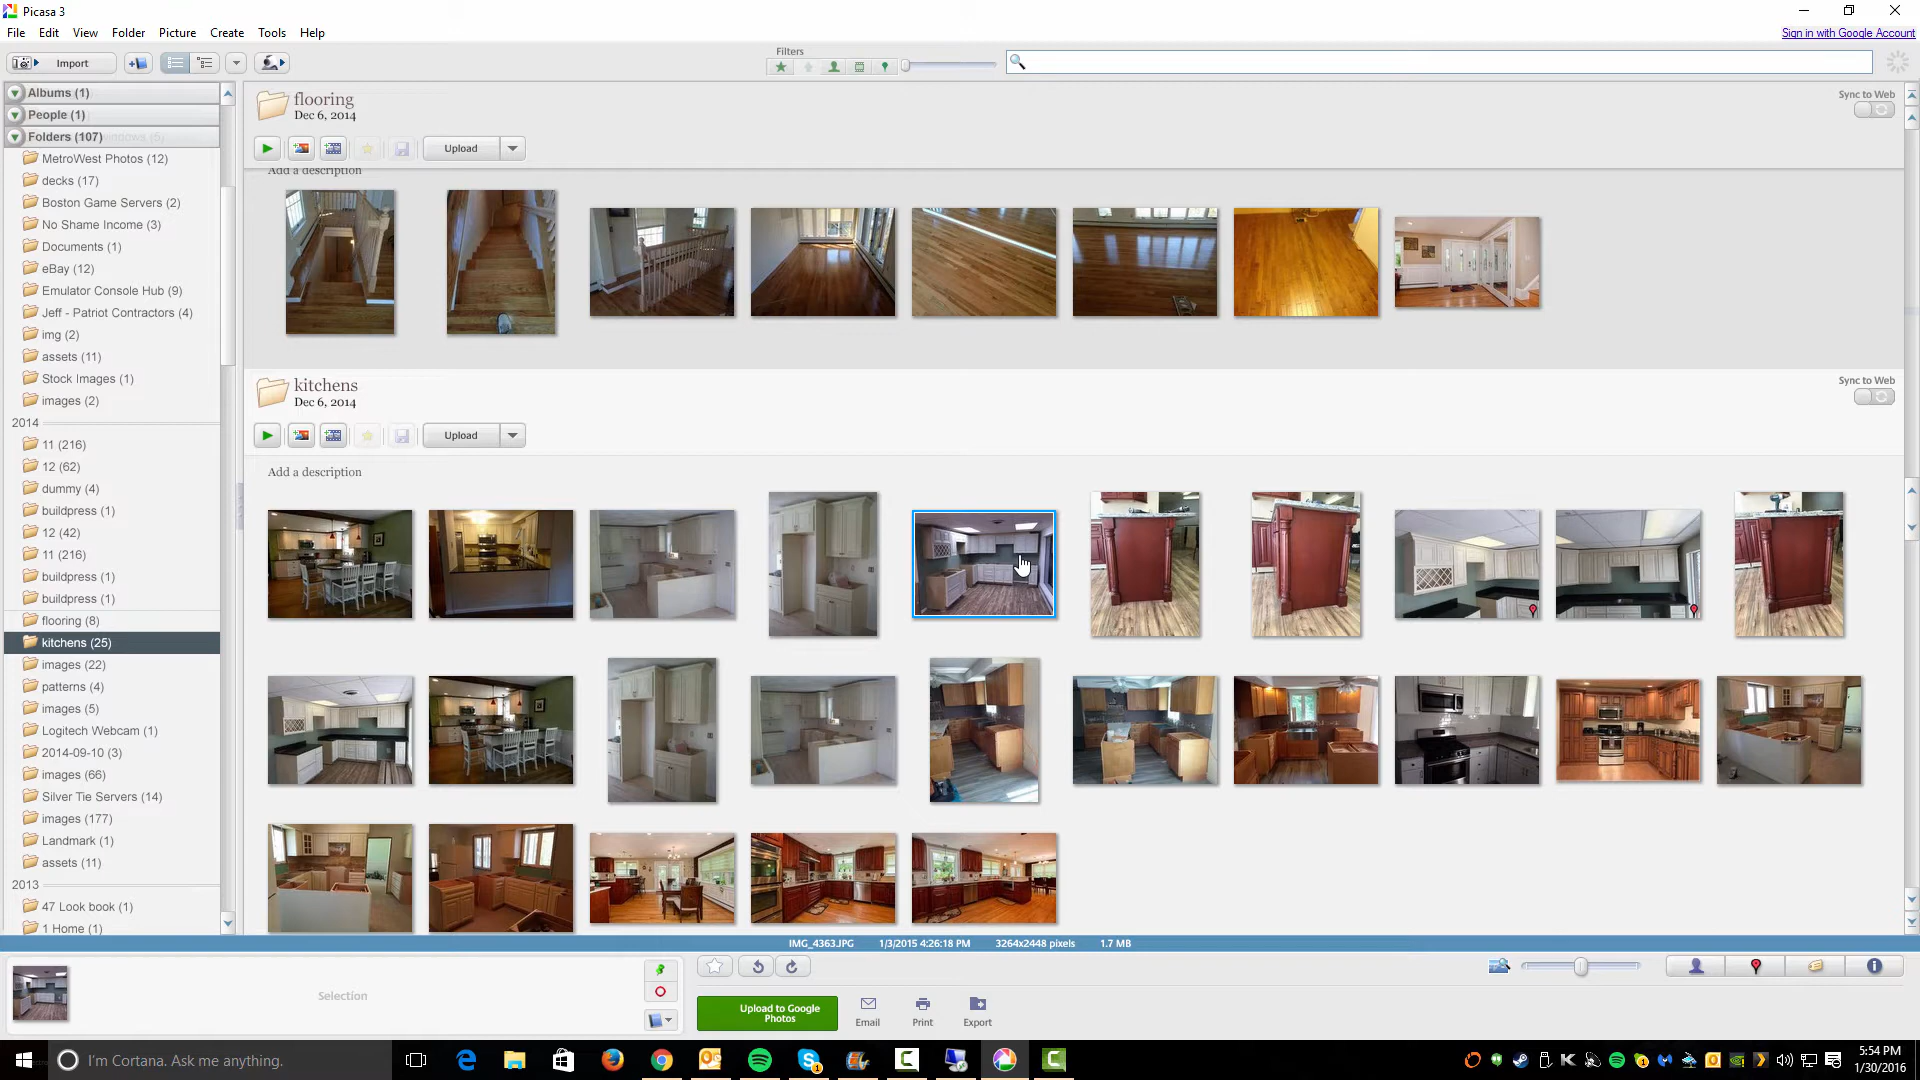 Picasa 3
File Edit View Folder Picture Create Tools Help
Sign in with Google Account
Import
Filters
Albums (1)
People (1)
Folders (107)
MetroWest Photos (12)
decks (17)
Boston Game Servers (2)
No Shame Income (3)
Documents (1)
eBay (12)
Emulator Console Hub (9)
Jeff - Patriot Contractors (4)
img (2)
assets (11)
Stock Images (1)
images (2)
2014
11 (216)
12 (62)
dummy (4)
buildpress (1)
12 (42)
11 (216)
buildpress (1)
buildpress (1)
flooring (8)
kitchens (25)
images (22)
patterns (4)
images (5)
Logitech Webcam (1)
2014-09-10 (3)
images (66)
Silver Tie Servers (14)
images (177)
Landmark (1)
assets (11)
2013
47 Look book (1)
1 Home (1)
flooring
Dec 6, 2014
Sync to Web
Upload
Add a description
kitchens
Dec 6, 2014
Sync to Web
Upload
Add a description
IMG_4363.JPG 1/3/2015 4:26:18 PM 3264x2448 pixels 1.7 MB
Selection
Upload to Google
Photos
Email
Print
Export
I'm Cortana. Ask me anything.
5:54 PM
1/30/2016